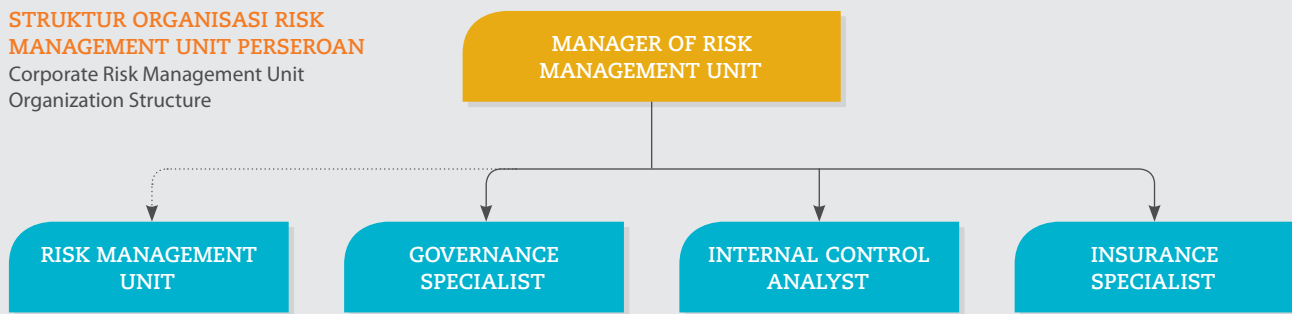 STRUKTUR ORGANISASI RISK
MANAGEMENT UNIT PERSEROAN
Corporate Risk Management Unit
Organization Structure
MANAGER OF RISK
MANAGEMENT UNIT
RISK MANAGEMENT
UNIT
GOVERNANCE
SPECIALIST
INTERNAL CONTROL
ANALYST
INSURANCE
SPECIALIST